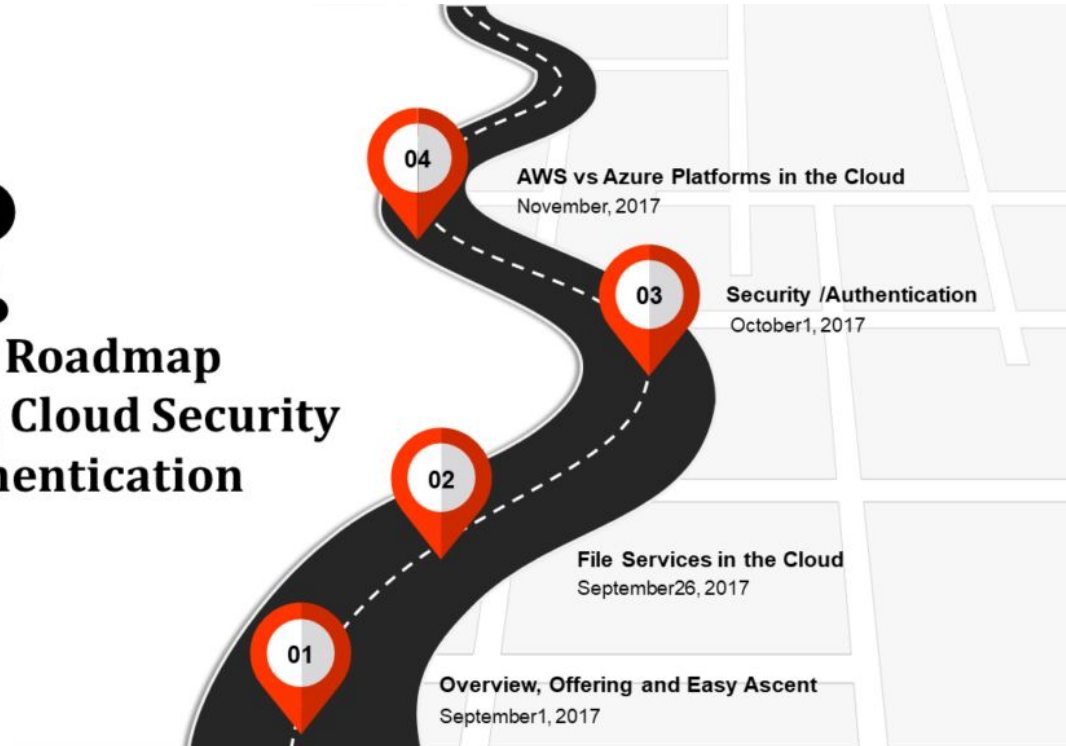 Roadmap
Cloud Security
hentication
04
AWS vs Azure Platforms in the Cloud
November, 2017
03
Security /Authentication
October1, 2017
02
File Services in the Cloud
September26, 2017
01
Overview, Offering and Easy Ascent
September1, 2017